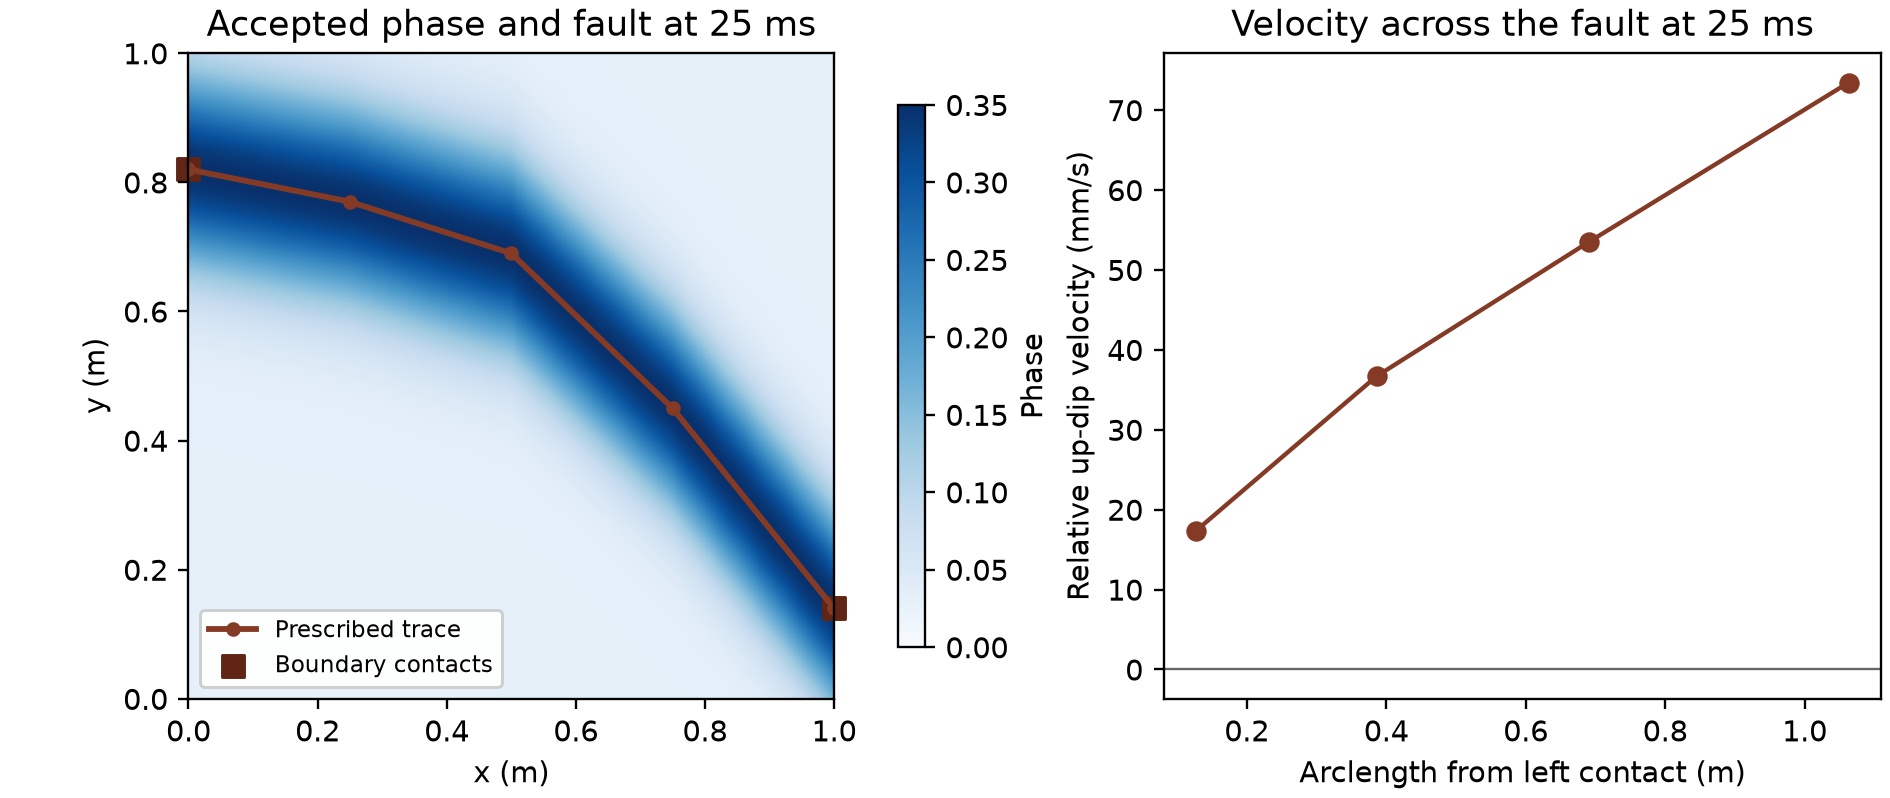 Accepted phase and fault at 25 ms
1.0
0.8
0.6
0.4
0.2
0.0
y (m)
0.0 0.2 0.4 0.6 0.8 1.0
x (m)
Prescribed trace
Boundary contacts
0.35
0.30
0.25
0.20
0.15
0.10
0.05
0.00
Phase
Velocity across the fault at 25 ms
70
60
50
40
30
20
10
0
Relative up-dip velocity (mm/s)
0.2 0.4 0.6 0.8 1.0
Arclength from left contact (m)